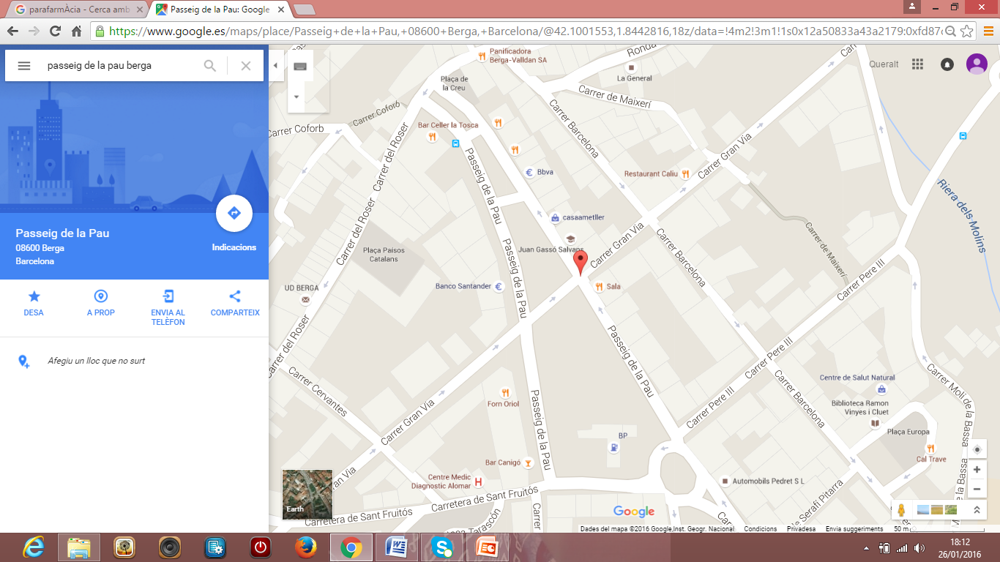 parafarmÀcia - Cerca amb
Passeig de la Pau: Google
https://www.google.es/maps/place/Passeig+de+la+Pau,+08600+Berga,+Barcelona/@42.1001553,1.8442816,18z/data=!4m2!3m1!1s0x12a50833a43a2179:0xfd87c
passeig de la pau berga
Queralt
Passeig de la Pau
08600 Berga
Barcelona
Indicacions
DESA
A PROP
ENVIA AL
TELÈFON
COMPARTEIX
Afegiu un lloc que no surt
Earth
Panificadora
Berga-Valldan SA
Ronda
La General
Plaça de
la Creu
Carrer de Maixerí
Carrer Coforb
Carrer Coforb
Bar Celler la Tosca
Carrer Barcelona
Carrer Gran Via
Carrer del Roser
Passeig de la Pau
Bbva
Restaurant Caliu
Riera dels Molins
Carrer del Roser
casaametller
Plaça Països
Catalans
Passeig de la Pau
Juan Gassó Salvans
Carrer Gran Via
Carrer Barcelona
Carrer de Maixerí
Carrer Pere III
UD BERGA
Banco Santander
Sala
Carrer del Roser
Passeig de la Pau
Carrer Pere III
Carrer Cervantes
Forn Oriol
Carrer Gran Via
Passeig de la Pau
Carrer Pere III
Carrer Barcelona
Centre de Salut Natural
Biblioteca Ramon
Vinyes i Cluet
Carrer Molí de la Bassa
Plaça Europa
BP
Bar Canigó
Cal Trave
Centre Medic
Diagnostic Alomar
Automobils Pedret S L
Gran Via
Carretera de Sant Fruitós
Carretera de Sant Fruitós
Tarascón
Carrer
de Serafí Pitarra
de la Bassa
Google
Dades del mapa ©2016 Google,Inst. Geogr. Nacional
Condicions
Privadesa
Envia suggeriments
50 m
18:12
26/01/2016